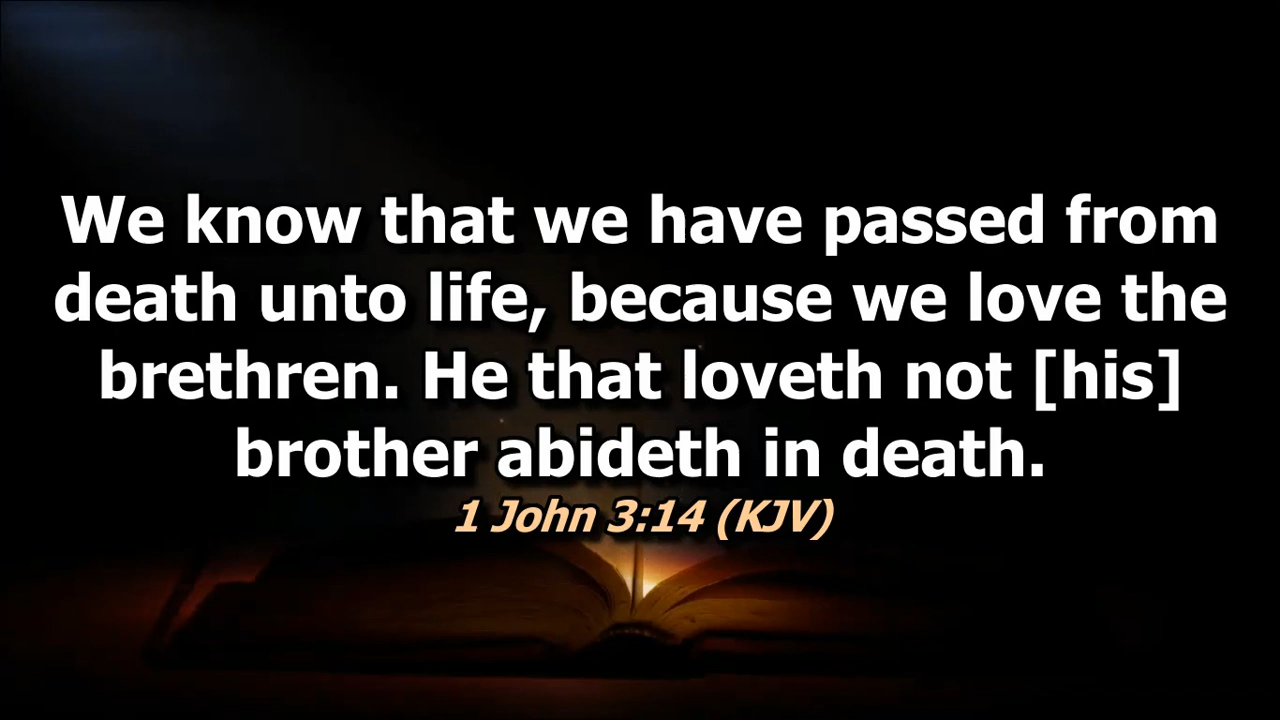 We know that we have passed from
death unto life, because we love the
brethren. He that loveth not [his]
brother abideth in death.
1 John 3:14 (KJV)